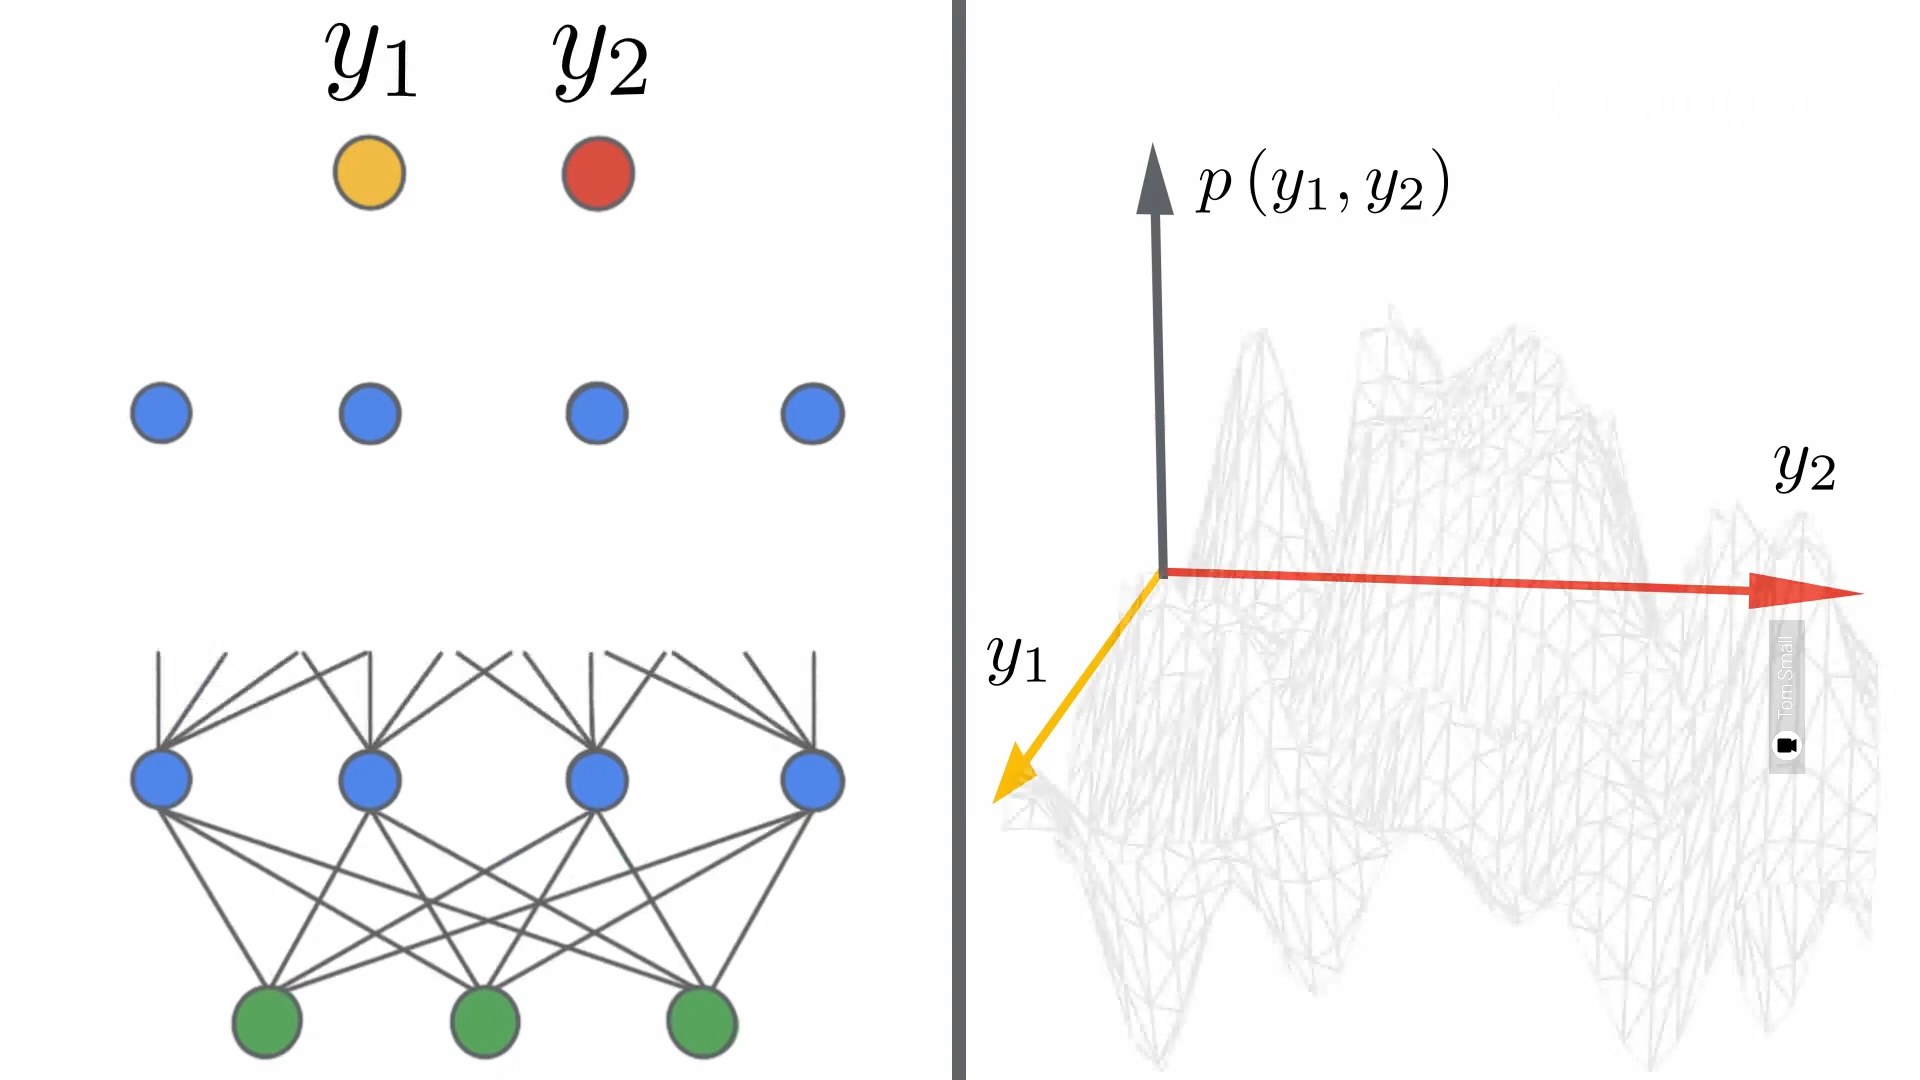 y₁ y₂
p (y₁, y₂)
y₂
y₁
Tom Small